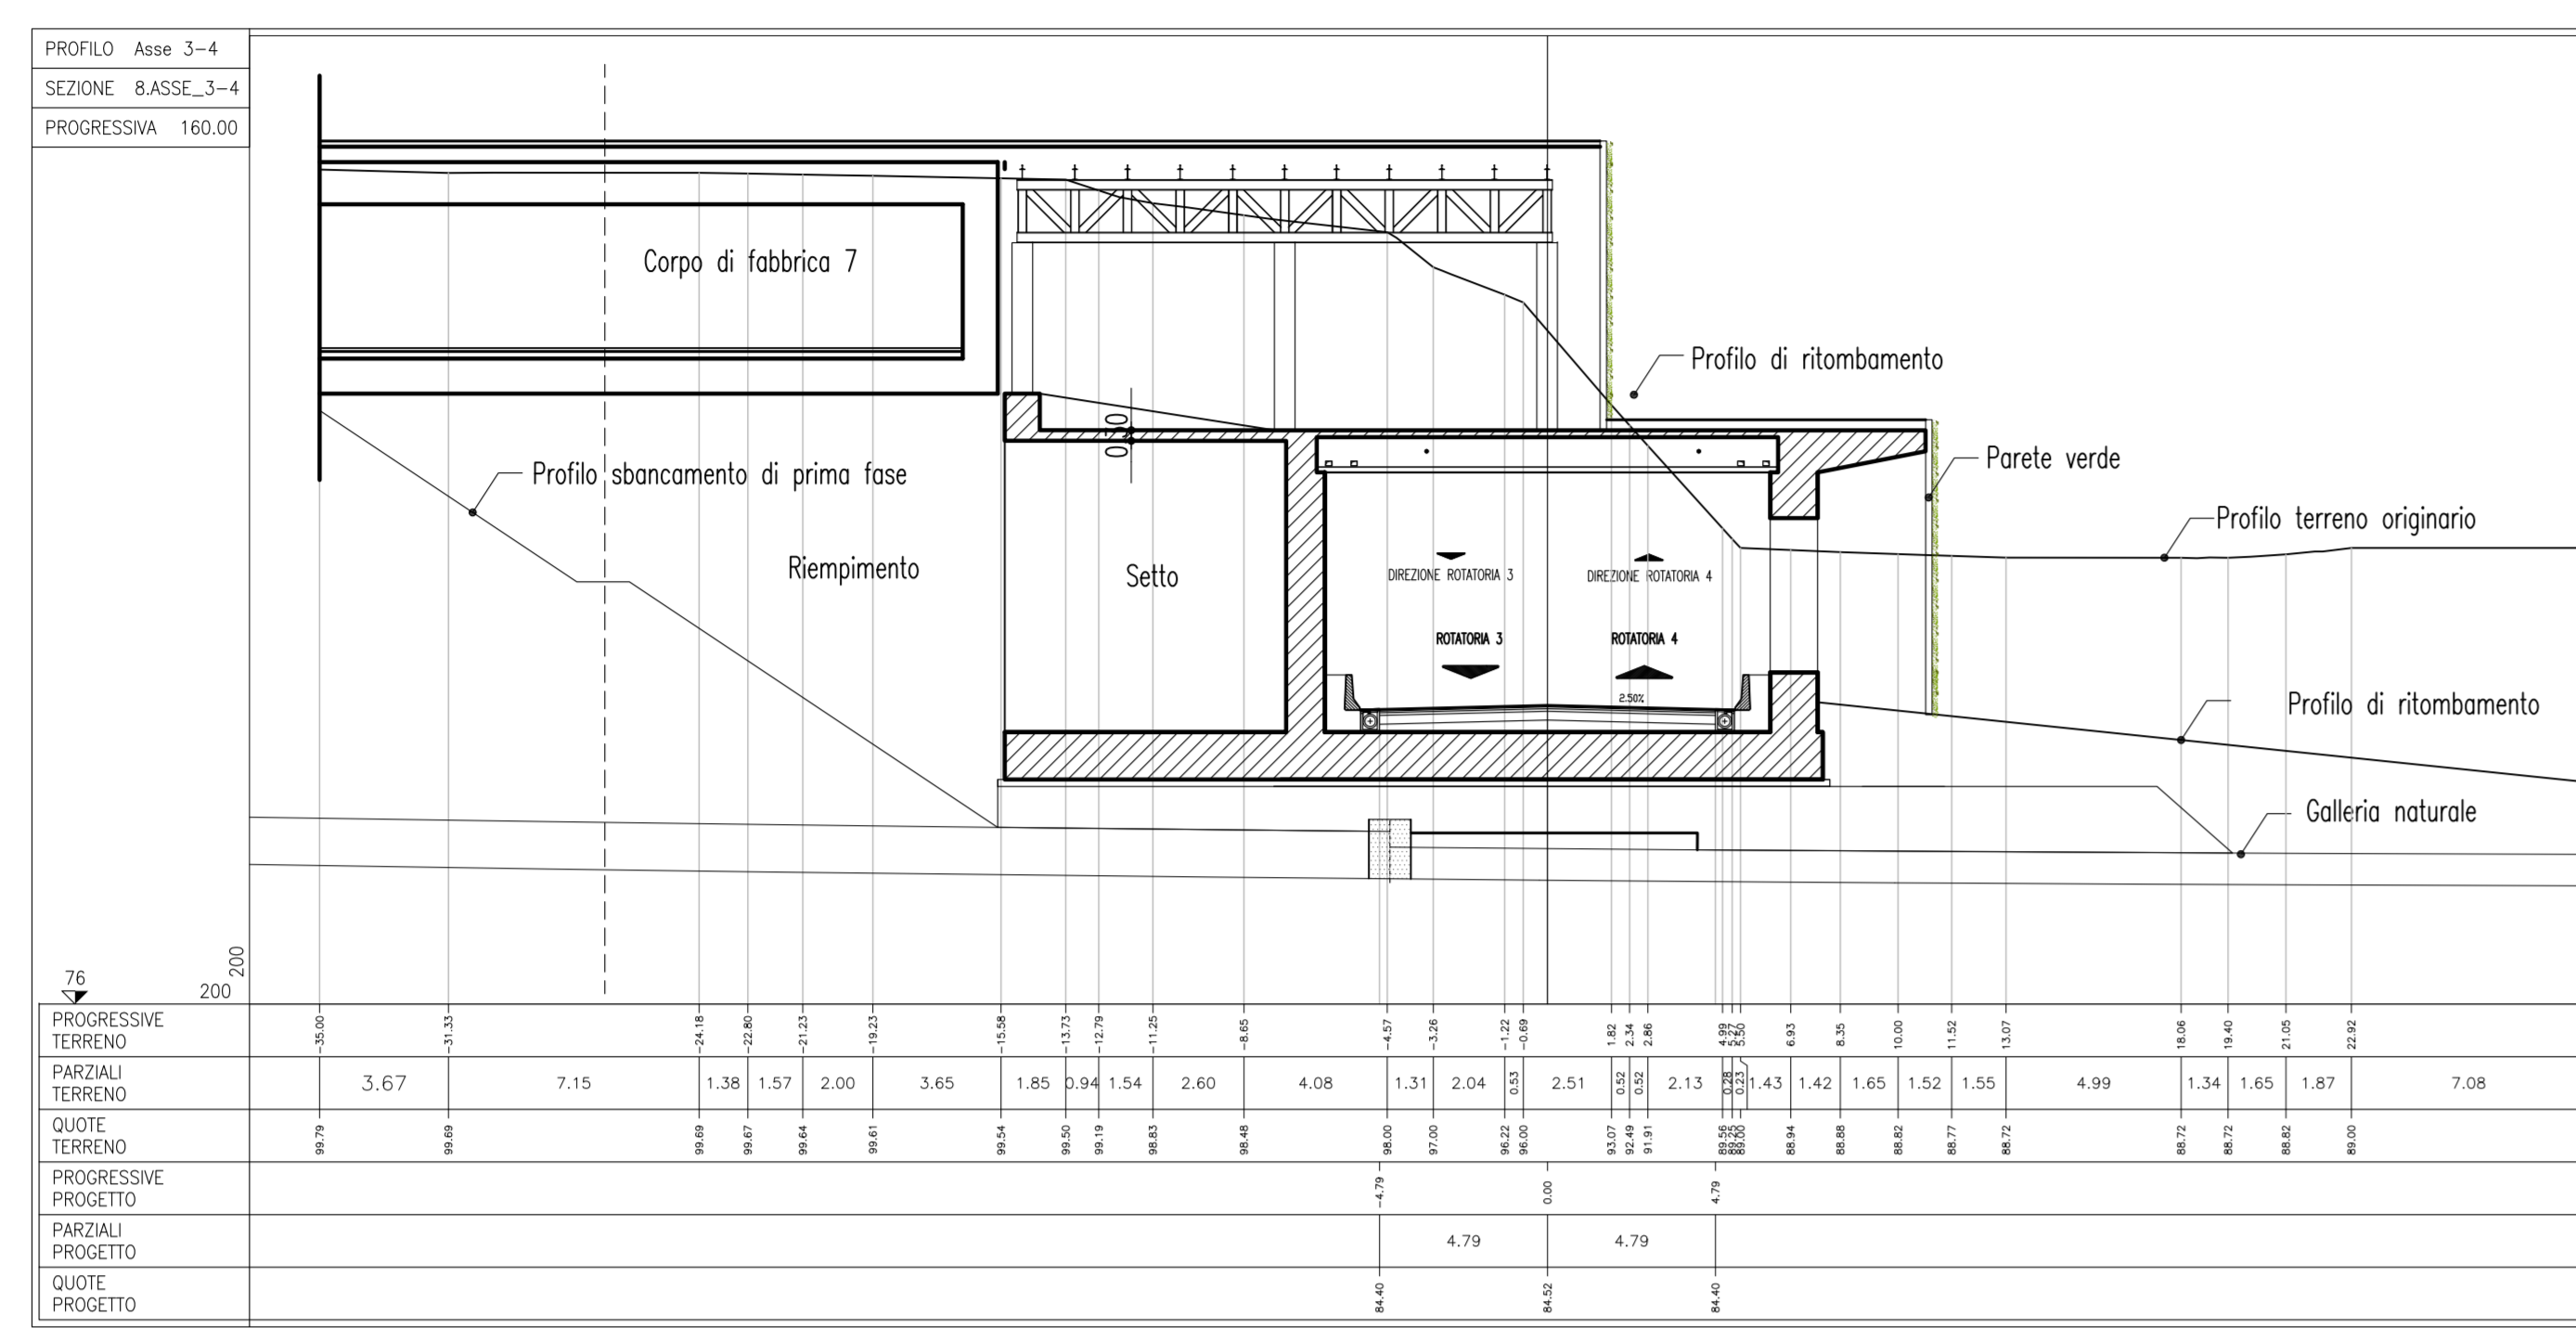 PROFILO Asse 3-4
SEZIONE 8.ASSE_3-4
PROGRESSIVA 160.00
Corpo di fabbrica 7
Profilo di ritombamento
0.50
Parete verde
Profilo sbancamento di prima fase
Profilo terreno originario
Riempimento
Setto
DIREZIONE ROTATORIA 3
DIREZIONE ROTATORIA 4
ROTATORIA 3
ROTATORIA 4
2.50%
Profilo di ritombamento
Galleria naturale
200
76
200
PROGRESSIVE
TERRENO
-35.00 -31.33 -24.18 -22.80 -21.23 -19.23 -15.58 -13.73 -12.79 -11.25 -8.65 -4.57 -3.26 -1.22 -0.69 1.82 2.34 2.86 4.99 5.27 5.50 6.93 8.35 10.00 11.52 13.07 18.06 19.40 21.05 22.92
PARZIALI
TERRENO
3.67 7.15 1.38 1.57 2.00 3.65 1.85 0.94 1.54 2.60 4.08 1.31 2.04 0.53 2.51 0.52 0.52 2.13 0.28 0.23 1.43 1.42 1.65 1.52 1.55 4.99 1.34 1.65 1.87 7.08
QUOTE
TERRENO
99.79 99.69 99.69 99.67 99.64 99.61 99.54 99.50 99.19 98.83 98.48 98.00 97.00 96.22 96.00 93.07 92.49 91.91 89.56 89.25 89.00 88.94 88.88 88.82 88.77 88.72 88.72 88.72 88.82 89.00
PROGRESSIVE
PROGETTO
-4.79 0.00 4.79
PARZIALI
PROGETTO
4.79 4.79
QUOTE
PROGETTO
84.40 84.52 84.40